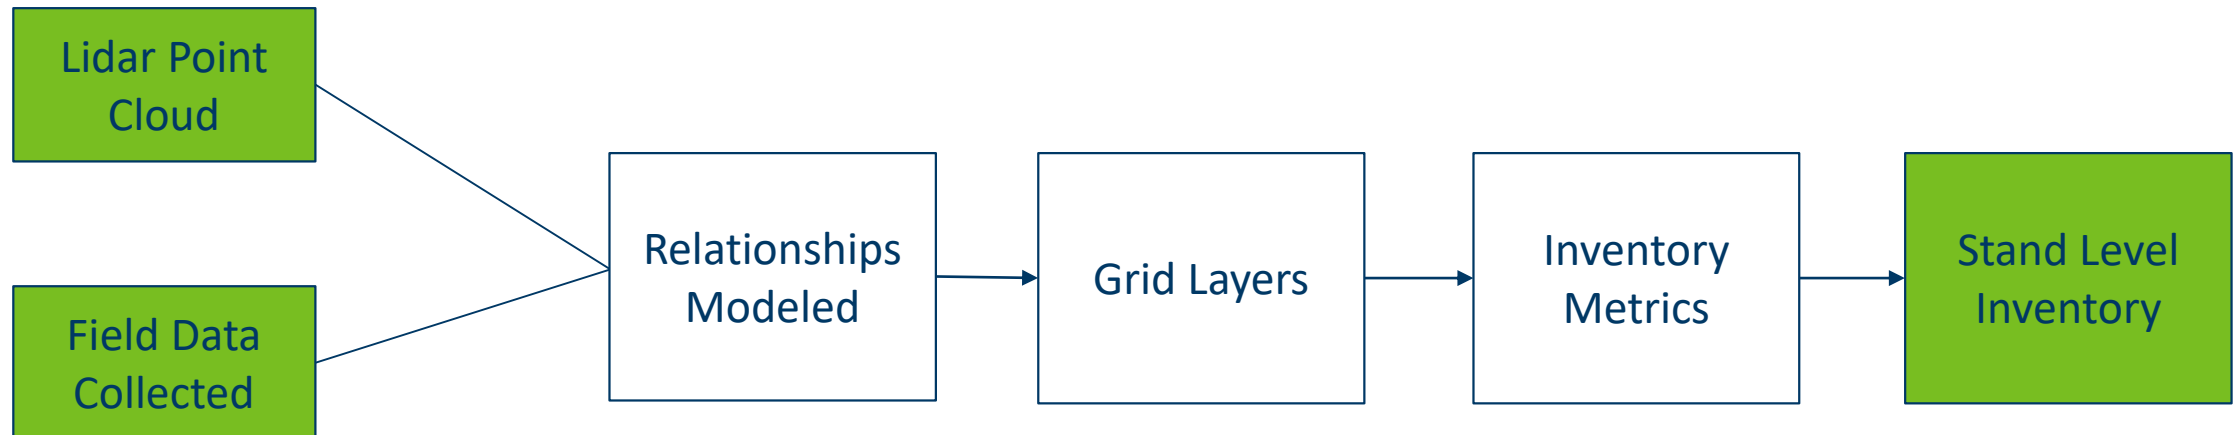 Lidar Point
Cloud
Field Data
Collected
Relationships
Modeled
Grid Layers
Inventory
Metrics
Stand Level
Inventory